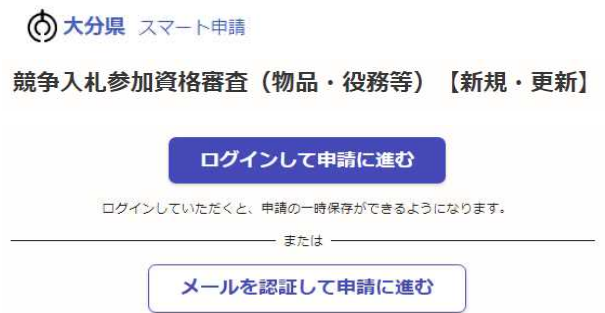 大分県 スマート申請
競争入札参加資格審査（物品・役務等）【新規・更新】
ログインして申請に進む
ログインしていただくと、申請の一時保存ができるようになります。
または
メールを認証して申請に進む